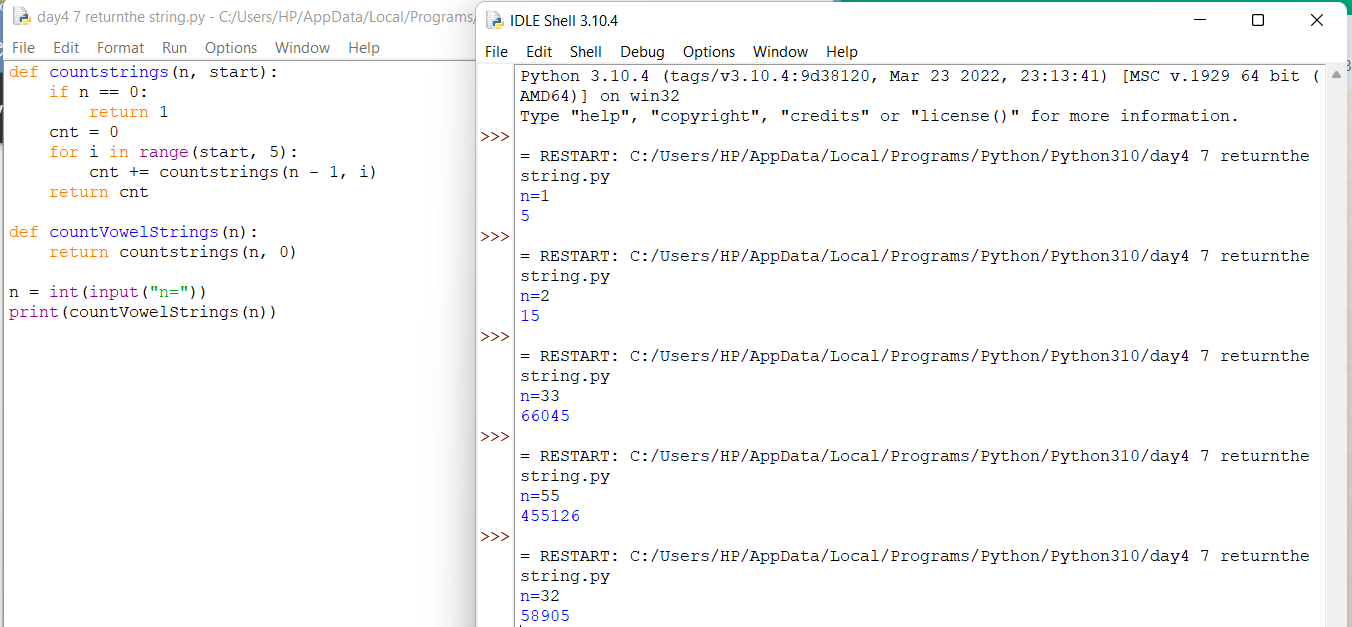 day4 7 returnthe string.py - C:/Users/HP/AppData/Local/Programs/
File Edit Format Run Options Window Help
def countstrings(n, start):
    if n == 0:
        return 1
    cnt = 0
    for i in range(start, 5):
        cnt += countstrings(n - 1, i)
    return cnt
def countVowelStrings(n):
    return countstrings(n, 0)
n = int(input("n="))
print(countVowelStrings(n))
IDLE Shell 3.10.4
File Edit Shell Debug Options Window Help
Python 3.10.4 (tags/v3.10.4:9d38120, Mar 23 2022, 23:13:41) [MSC v.1929 64 bit (
AMD64)] on win32
Type "help", "copyright", "credits" or "license()" for more information.
>>>
= RESTART: C:/Users/HP/AppData/Local/Programs/Python/Python310/day4 7 returnthe
string.py
n=1
5
>>>
= RESTART: C:/Users/HP/AppData/Local/Programs/Python/Python310/day4 7 returnthe
string.py
n=2
15
>>>
= RESTART: C:/Users/HP/AppData/Local/Programs/Python/Python310/day4 7 returnthe
string.py
n=33
66045
>>>
= RESTART: C:/Users/HP/AppData/Local/Programs/Python/Python310/day4 7 returnthe
string.py
n=55
455126
>>>
= RESTART: C:/Users/HP/AppData/Local/Programs/Python/Python310/day4 7 returnthe
string.py
n=32
58905